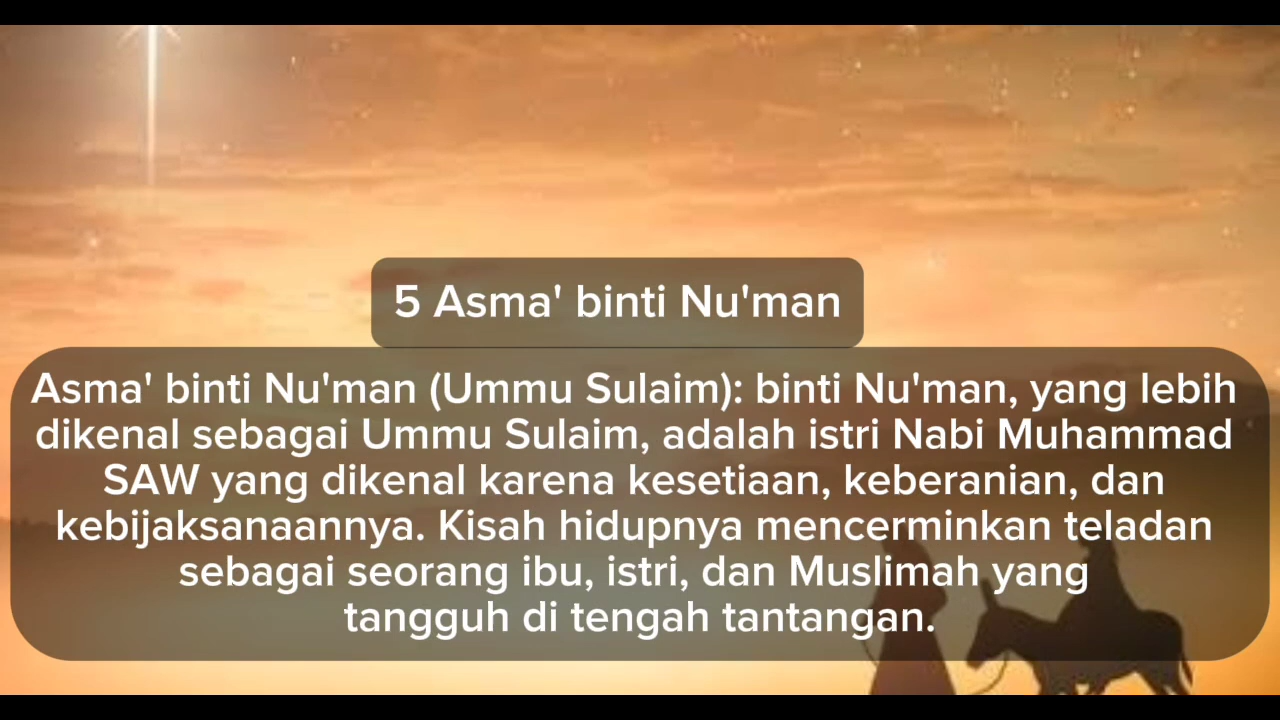 5 Asma' binti Nu'man
Asma' binti Nu'man (Ummu Sulaim): binti Nu'man, yang lebih
dikenal sebagai Ummu Sulaim, adalah istri Nabi Muhammad
SAW yang dikenal karena kesetiaan, keberanian, dan
kebijaksanaannya. Kisah hidupnya mencerminkan teladan
sebagai seorang ibu, istri, dan Muslimah yang
tangguh di tengah tantangan.